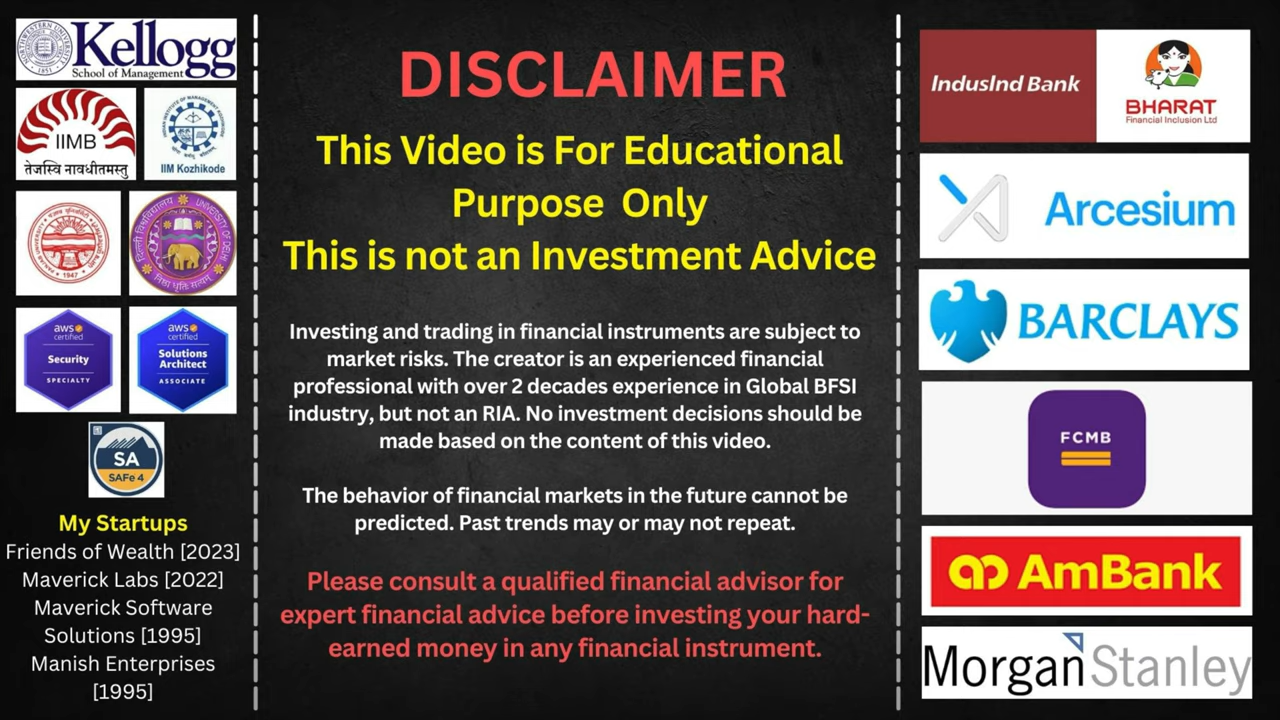 Kellogg
School of Management
IIMB
तेजस्वि नावधीतमस्तु
IIM Kozhikode
1947
UNIVERSITY OF DELHI
aws
certified
Security
SPECIALTY
aws
certified
Solutions
Architect
ASSOCIATE
SA
SAFe 4
My Startups
Friends of Wealth [2023]
Maverick Labs [2022]
Maverick Software
Solutions [1995]
Manish Enterprises
[1995]
DISCLAIMER
This Video is For Educational
Purpose Only
This is not an Investment Advice
Investing and trading in financial instruments are subject to
market risks. The creator is an experienced financial
professional with over 2 decades experience in Global BFSI
industry, but not an RIA. No investment decisions should be
made based on the content of this video.
The behavior of financial markets in the future cannot be
predicted. Past trends may or may not repeat.
Please consult a qualified financial advisor for
expert financial advice before investing your hard-
earned money in any financial instrument.
IndusInd Bank
BHARAT
Financial Inclusion Ltd
Arcesium
BARCLAYS
FCMB
AmBank
Morgan Stanley